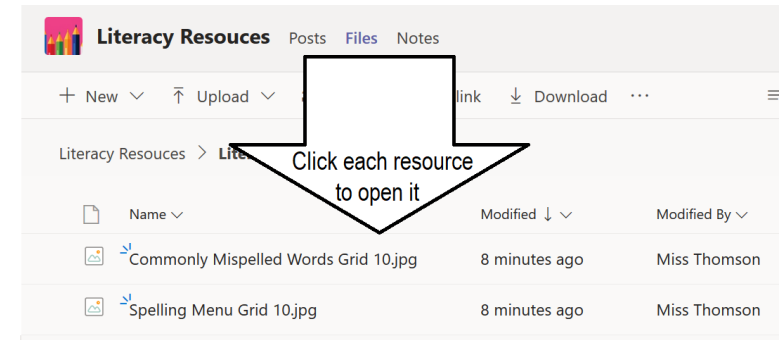 Literacy Resouces Posts Files Notes
New Upload link Download ...
Literacy Resouces >
Click each resource
to open it
Name Modified Modified By
Commonly Mispelled Words Grid 10.jpg 8 minutes ago Miss Thomson
Spelling Menu Grid 10.jpg 8 minutes ago Miss Thomson